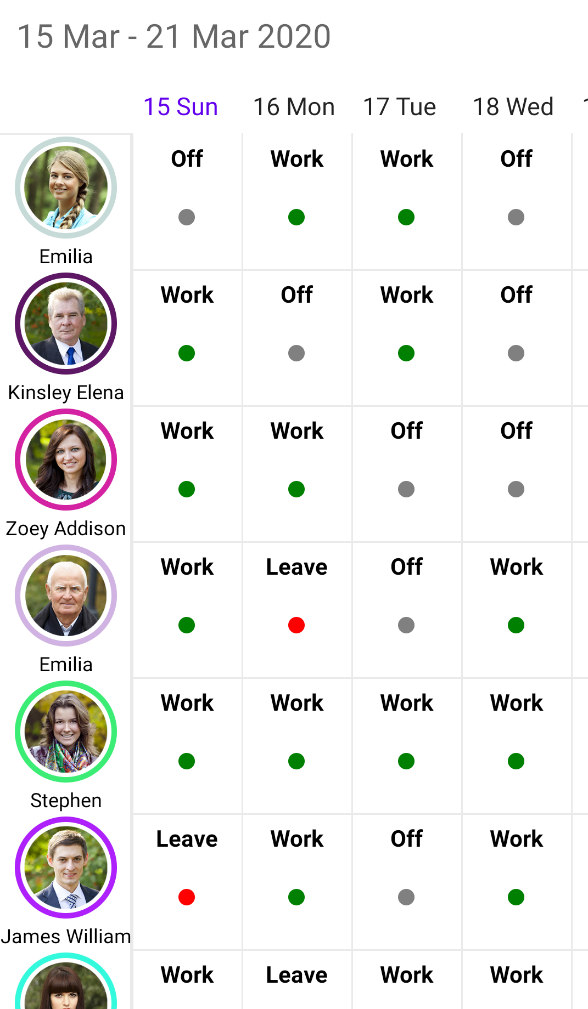 15 Mar - 21 Mar 2020
15 Sun 16 Mon 17 Tue 18 Wed
Off Work Work Off
Emilia
Work Off Work Off
Kinsley Elena
Work Work Off Off
Zoey Addison
Work Leave Off Work
Emilia
Work Work Work Work
Stephen
Leave Work Off Work
James William
Work Leave Work Work